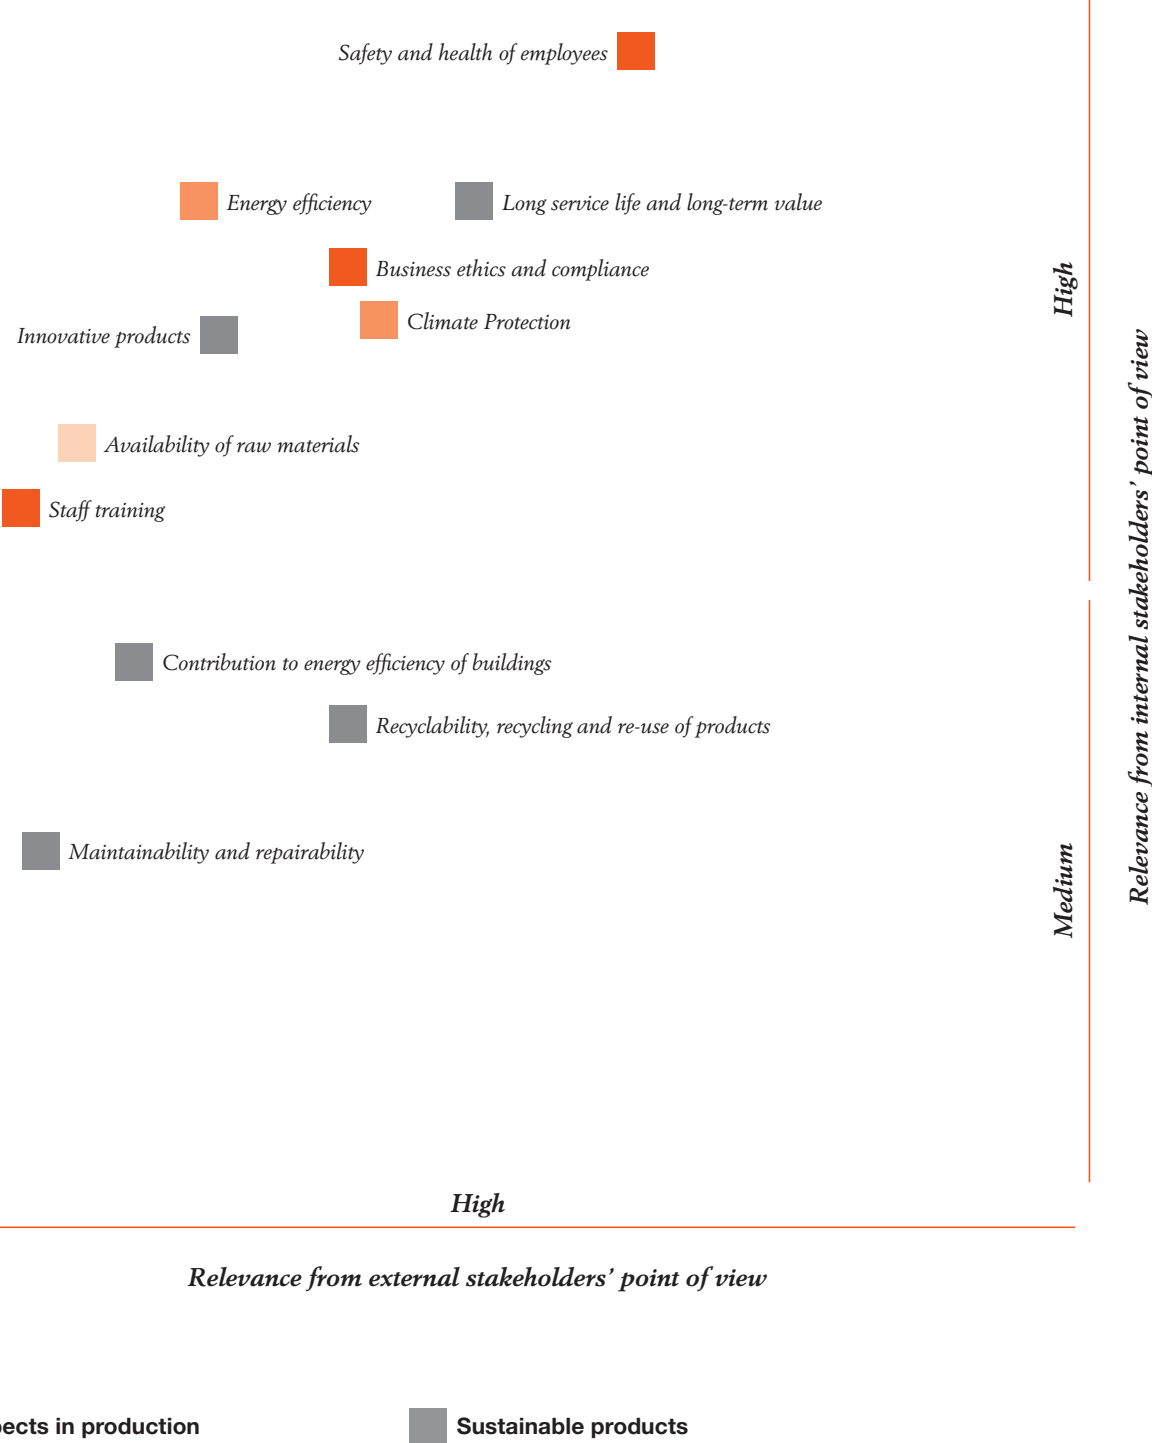 Safety and health of employees
Energy efficiency
Long service life and long-term value
Business ethics and compliance
Climate Protection
Innovative products
Availability of raw materials
Staff training
High
Contribution to energy efficiency of buildings
Recyclability, recycling and re-use of products
Maintainability and repairability
Medium
Relevance from internal stakeholders’ point of view
High
Relevance from external stakeholders’ point of view
in production
Sustainable products